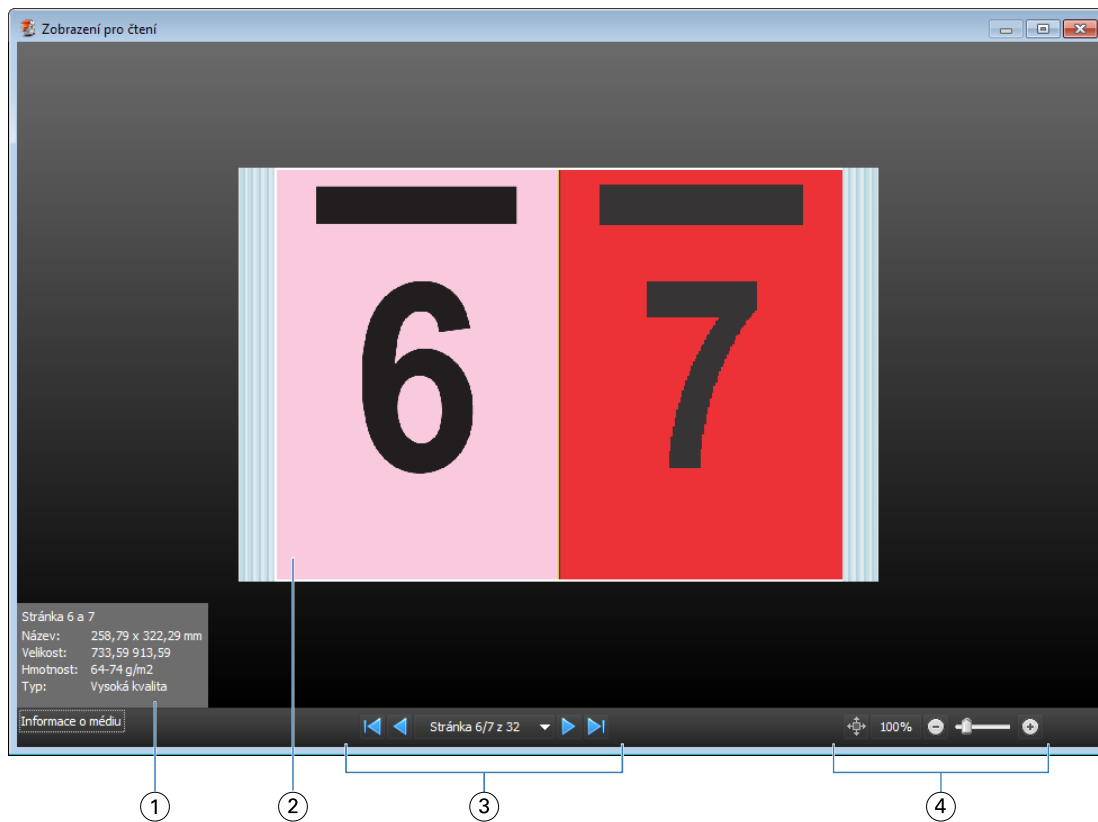 Zobrazení pro čtení
6 7
Stránka 6 a 7
Název: 258,79 x 322,29 mm
Velikost: 733,59 913,59
Hmotnost: 64-74 g/m2
Typ: Vysoká kvalita
Informace o médiu
Stránka 6/7 z 32
100%
1 2 3 4